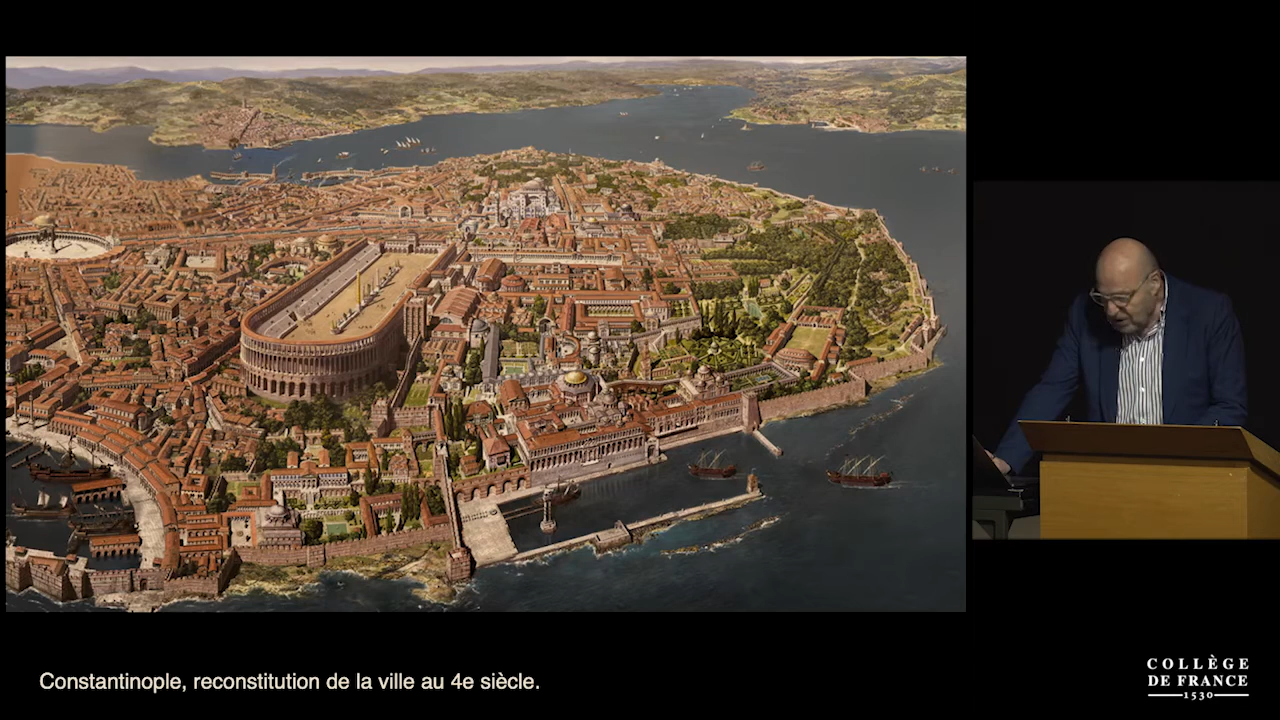 Constantinople, reconstitution de la ville au 4e siècle.
COLLÈGE
DE FRANCE
1530